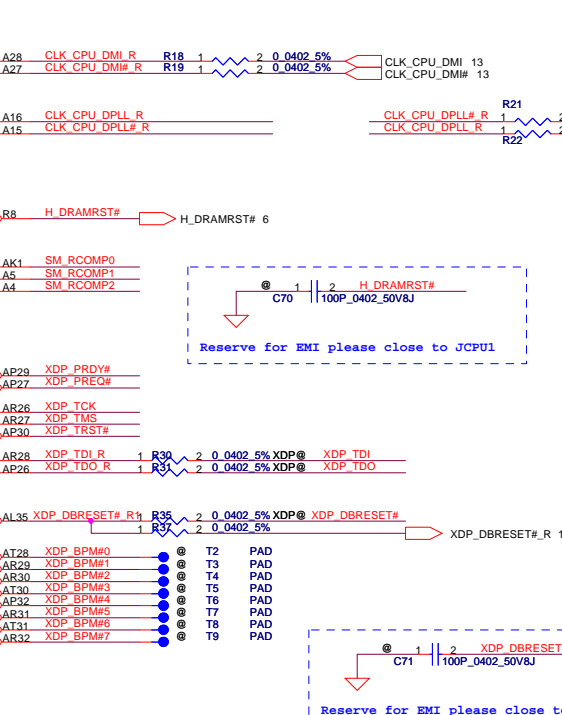 A28 CLK_CPU_DMI_R R18 1 2 0_0402_5% CLK_CPU_DMI 13
A27 CLK_CPU_DMI#_R R19 1 2 0_0402_5% CLK_CPU_DMI# 13
R21
A16 CLK_CPU_DPLL_R CLK_CPU_DPLL#_R 1 2
A15 CLK_CPU_DPLL#_R CLK_CPU_DPLL_R 1 2
R22
R8 H_DRAMRST# H_DRAMRST# 6
AK1 SM_RCOMP0
A5 SM_RCOMP1
A4 SM_RCOMP2
@ 1 2 H_DRAMRST#
C70 100P_0402_50V8J
Reserve for EMI please close to JCPU1
AP29 XDP_PRDY#
AP27 XDP_PREQ#
AR26 XDP_TCK
AR27 XDP_TMS
AP30 XDP_TRST#
AR28 XDP_TDI_R 1 R30 2 0_0402_5% XDP@ XDP_TDI
AP26 XDP_TDO_R 1 R31 2 0_0402_5% XDP@ XDP_TDO
AL35 XDP_DBRESET#_R 1 R35 2 0_0402_5% XDP@ XDP_DBRESET#
1 R37 2 0_0402_5%
XDP_DBRESET#_R 1
AT28 XDP_BPM#0 @ T2 PAD
AR29 XDP_BPM#1 @ T3 PAD
AR30 XDP_BPM#2 @ T4 PAD
AT30 XDP_BPM#3 @ T5 PAD
AP32 XDP_BPM#4 @ T6 PAD
AR31 XDP_BPM#5 @ T7 PAD
AT31 XDP_BPM#6 @ T8 PAD
AR32 XDP_BPM#7 @ T9 PAD
@ 1 2 XDP_DBRESET
C71 100P_0402_50V8J
Reserve for EMI please close